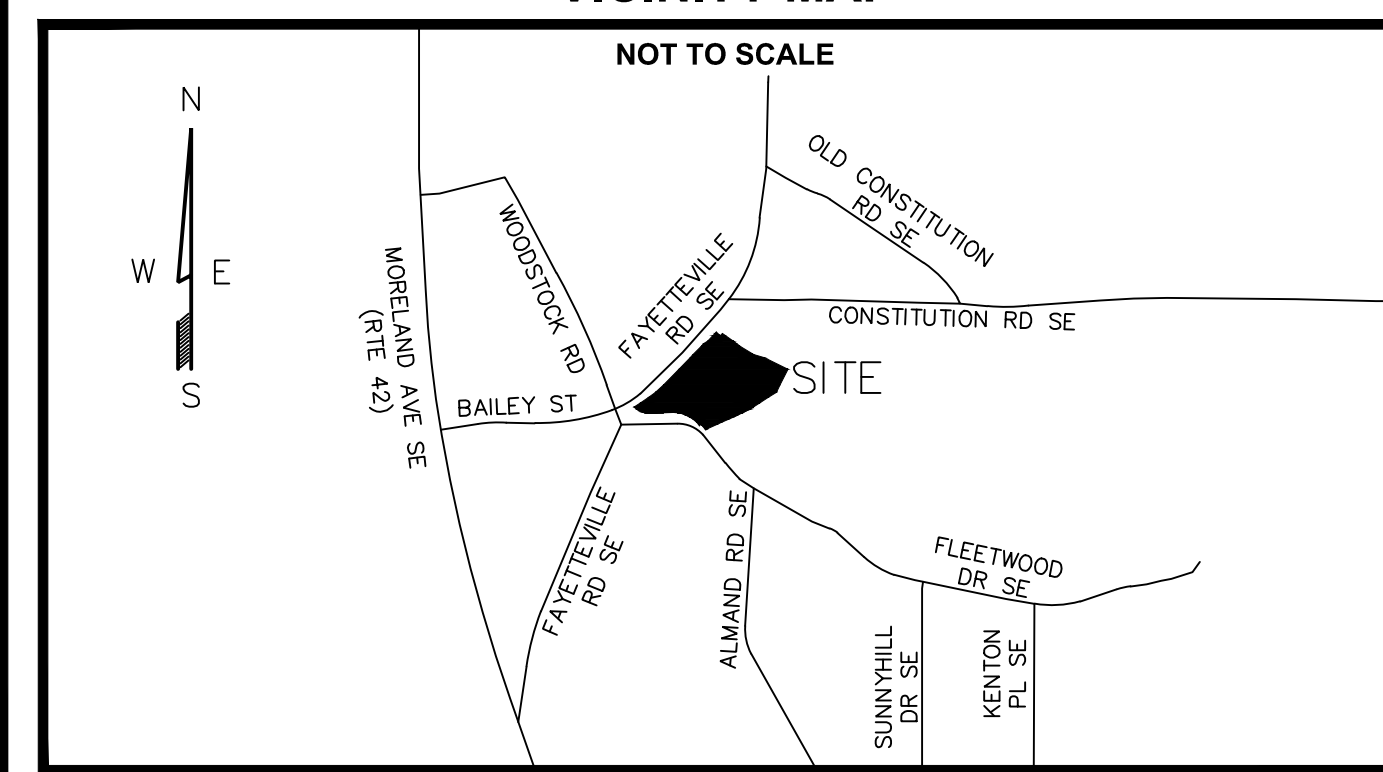 VICINITY MAP
NOT TO SCALE
N
W E
S
OLD CONSTITUTION
RD SE
WOODSTOCK RD
FAYETTEVILLE
RD SE
MORELAND AVE SE
(RTE 42)
CONSTITUTION RD SE
SITE
BAILEY ST
FAYETTEVILLE
RD SE
ALMAND RD SE
FLEETWOOD
DR SE
SUNNYHILL
DR SE
KENTON
PL SE